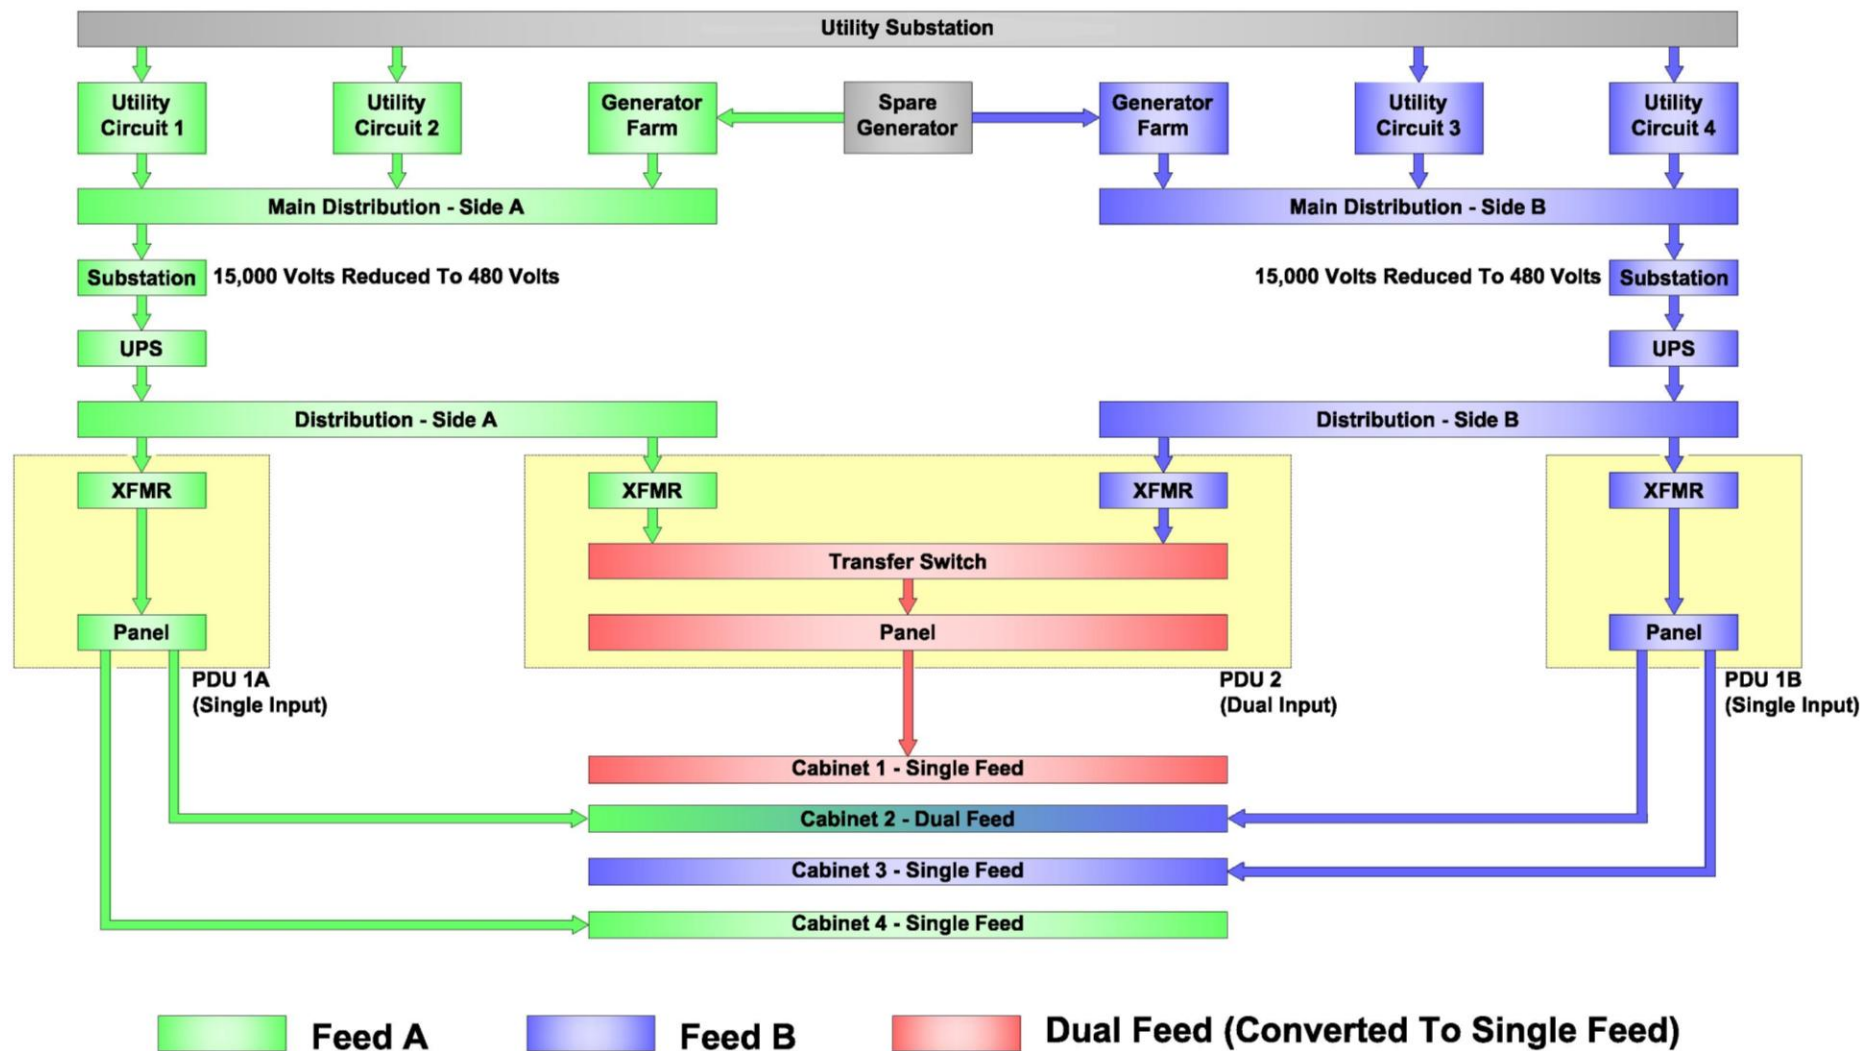 Utility Substation
Utility
Circuit 1
Utility
Circuit 2
Generator
Farm
Spare
Generator
Generator
Farm
Utility
Circuit 3
Utility
Circuit 4
Main Distribution - Side A
Main Distribution - Side B
Substation
15,000 Volts Reduced To 480 Volts
15,000 Volts Reduced To 480 Volts
Substation
UPS
UPS
Distribution - Side A
Distribution - Side B
XFMR
XFMR
XFMR
XFMR
Transfer Switch
Panel
Panel
Panel
PDU 1A
(Single Input)
PDU 2
(Dual Input)
PDU 1B
(Single Input)
Cabinet 1 - Single Feed
Cabinet 2 - Dual Feed
Cabinet 3 - Single Feed
Cabinet 4 - Single Feed
Feed A
Feed B
Dual Feed (Converted To Single Feed)